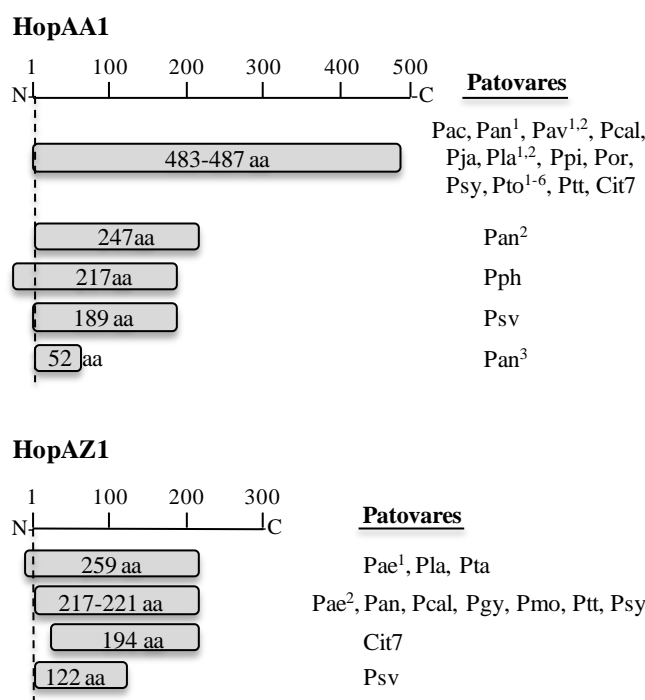 HopAA1
1 100 200 300 400 500
N C
Patovares
Pac, Pan¹, Pav¹,², Pcal,
483-487 aa
Pja, Pla¹,², Ppi, Por,
Psy, Pto¹⁻⁶, Ptt, Cit7
247aa Pan²
217aa Pph
189 aa Psv
52 aa Pan³
HopAZ1
1 100 200 300
N C
Patovares
259 aa Pae¹, Pla, Pta
217-221 aa Pae², Pan, Pcal, Pgy, Pmo, Ptt, Psy
194 aa Cit7
122 aa Psv